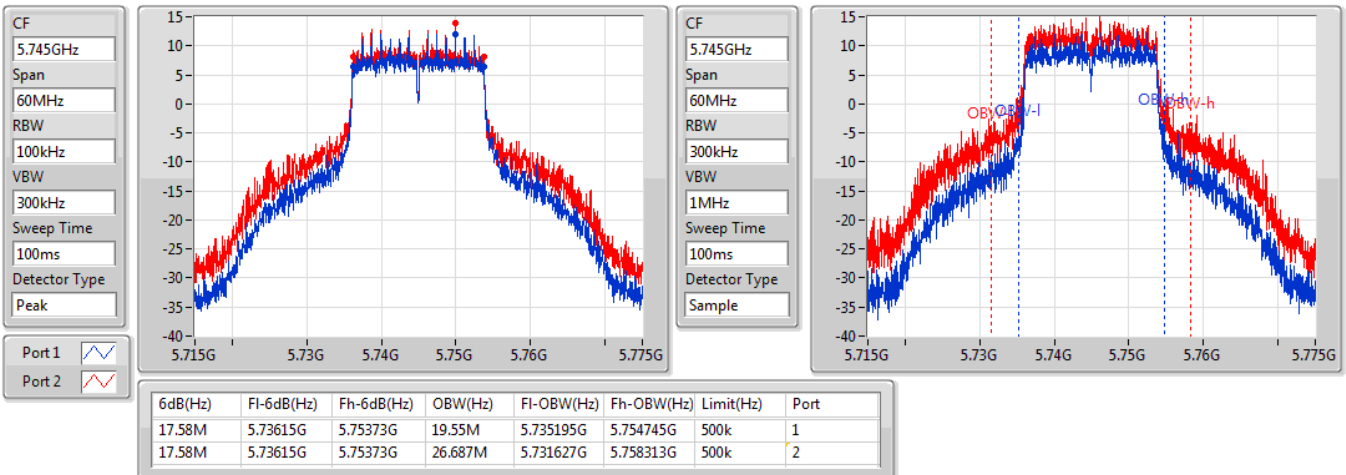 CF
5.745GHz
Span
60MHz
RBW
100kHz
VBW
300kHz
Sweep Time
100ms
Detector Type
Peak
Port 1
Port 2
15
10
5
0
-5
-10
-15
-20
-25
-30
-35
-40
5.715G 5.73G 5.74G 5.75G 5.76G 5.775G
CF
5.745GHz
Span
60MHz
RBW
300kHz
VBW
1MHz
Sweep Time
100ms
Detector Type
Sample
15
10
5
0
-5
-10
-15
-20
-25
-30
-35
-40
OBW-l OBW-l OBW-h OBW-h
5.715G 5.73G 5.74G 5.75G 5.76G 5.775G
6dB(Hz) Fl-6dB(Hz) Fh-6dB(Hz) OBW(Hz) Fl-OBW(Hz) Fh-OBW(Hz) Limit(Hz) Port
17.58M 5.73615G 5.75373G 19.55M 5.735195G 5.754745G 500k 1
17.58M 5.73615G 5.75373G 26.687M 5.731627G 5.758313G 500k 2